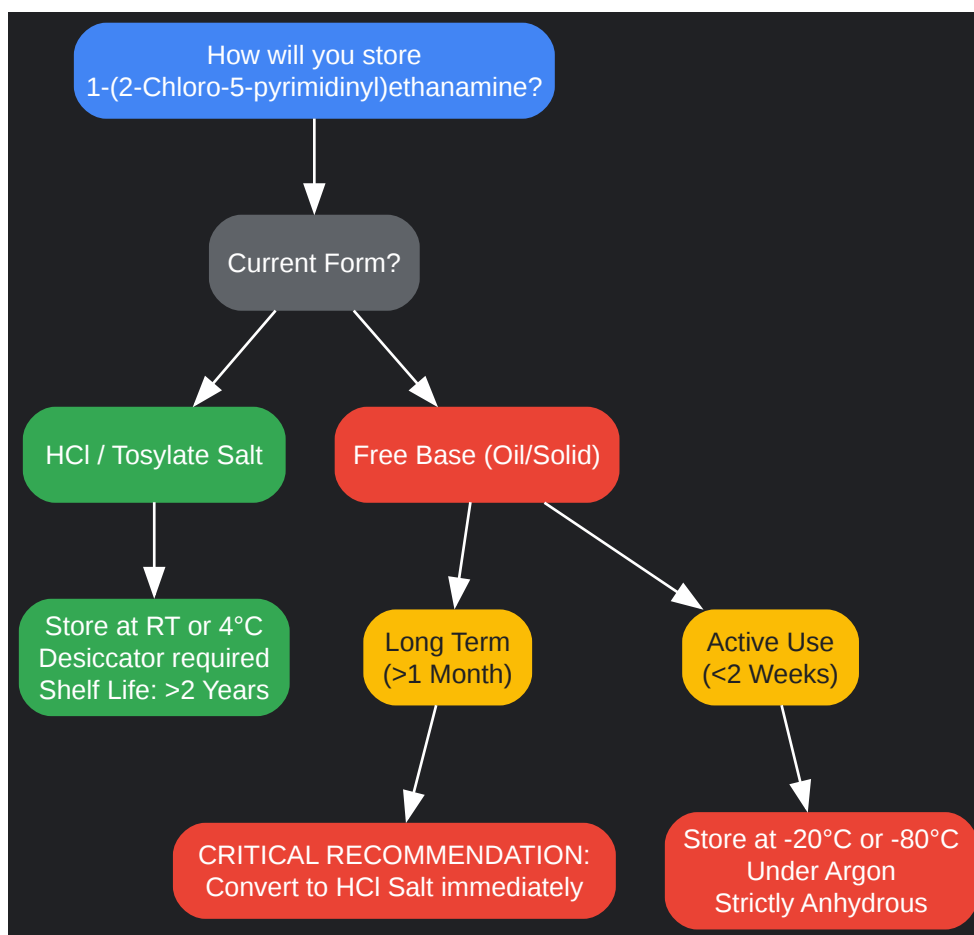 How will you store
1-(2-Chloro-5-pyrimidinyl)ethanamine?
Current Form?
HCl / Tosylate Salt
Free Base (Oil/Solid)
Store at RT or 4°C
Desiccator required
Shelf Life: >2 Years
Long Term
(>1 Month)
Active Use
(<2 Weeks)
CRITICAL RECOMMENDATION:
Convert to HCl Salt immediately
Store at -20°C or -80°C
Under Argon
Strictly Anhydrous